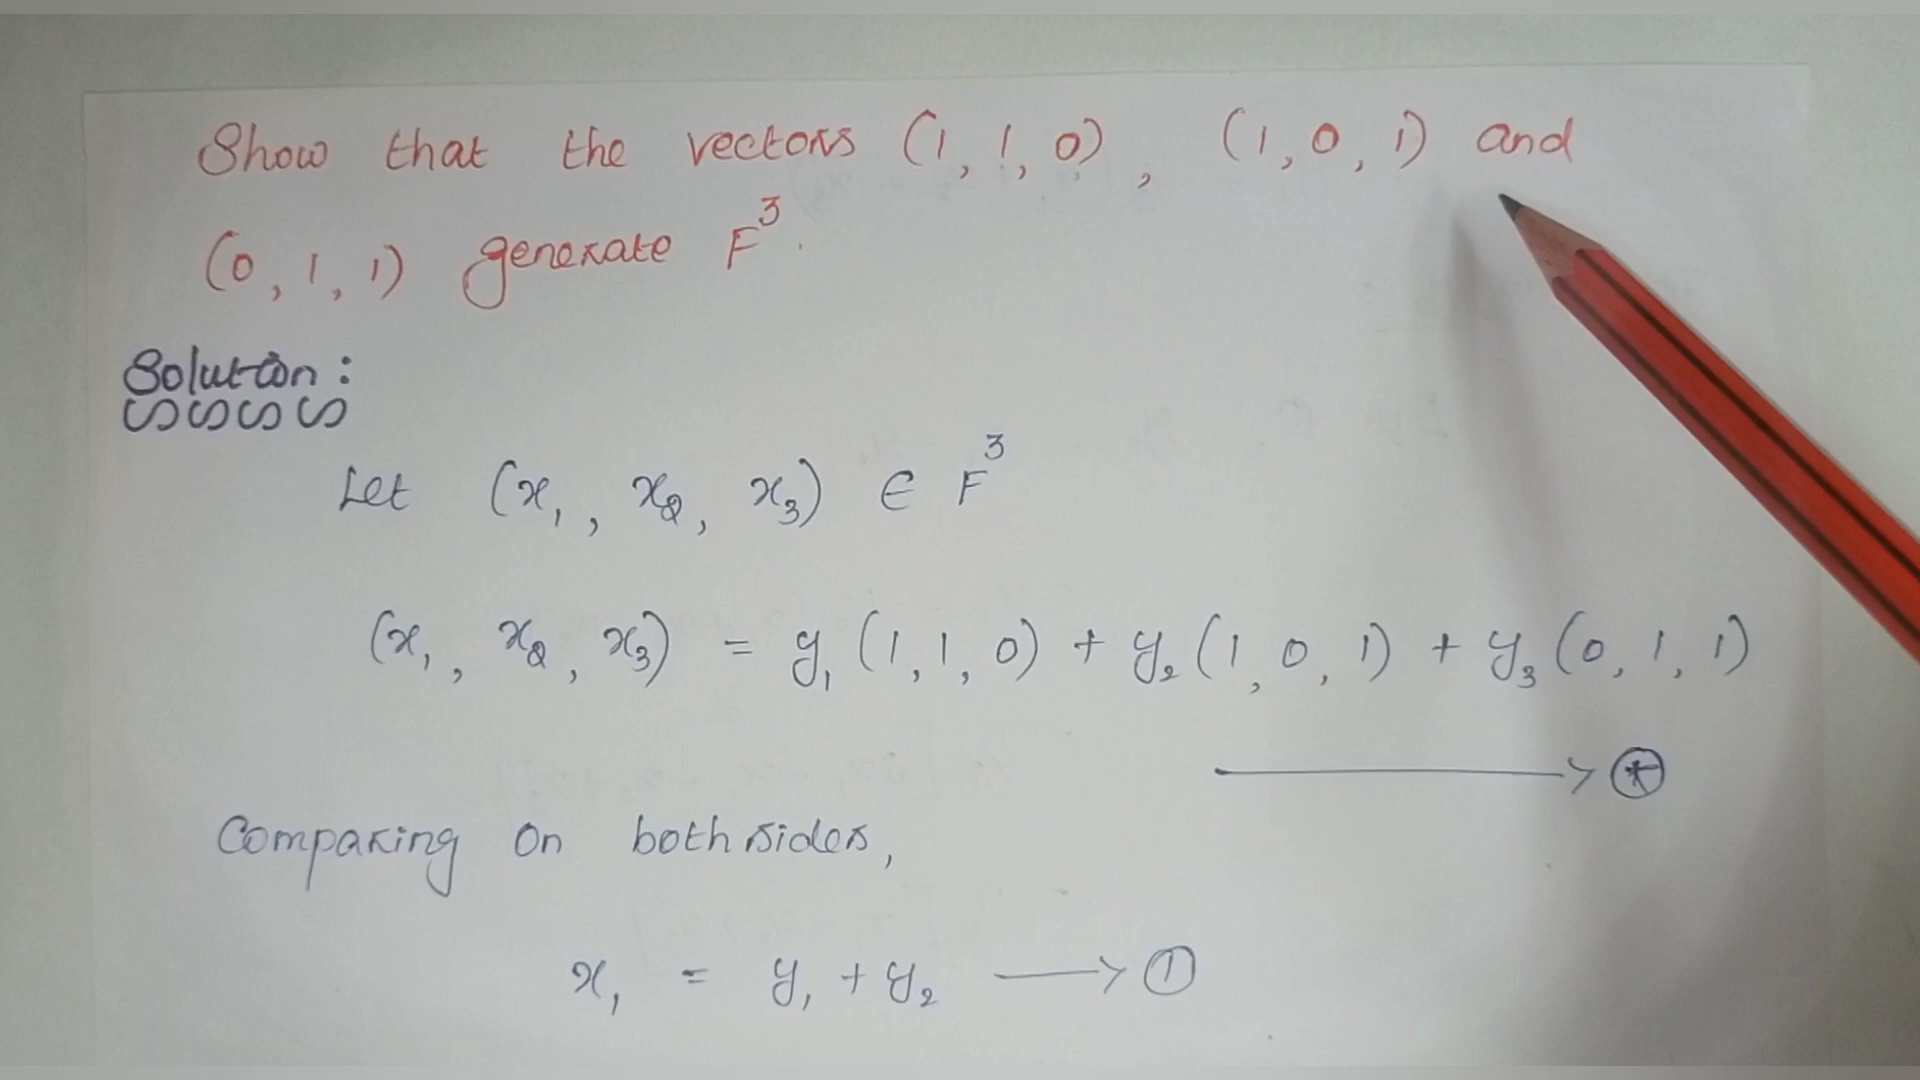 Show that the vectors (1, 1, 0), (1, 0, 1) and
(0, 1, 1) generate F³.
Solution:
Let (x₁, x₂, x₃) ∈ F³
(x₁, x₂, x₃) = y₁ (1, 1, 0) + y₂ (1, 0, 1) + y₃ (0, 1, 1)
⟶ ⊛
Comparing on both sides,
x₁ = y₁ + y₂ ⟶ ①